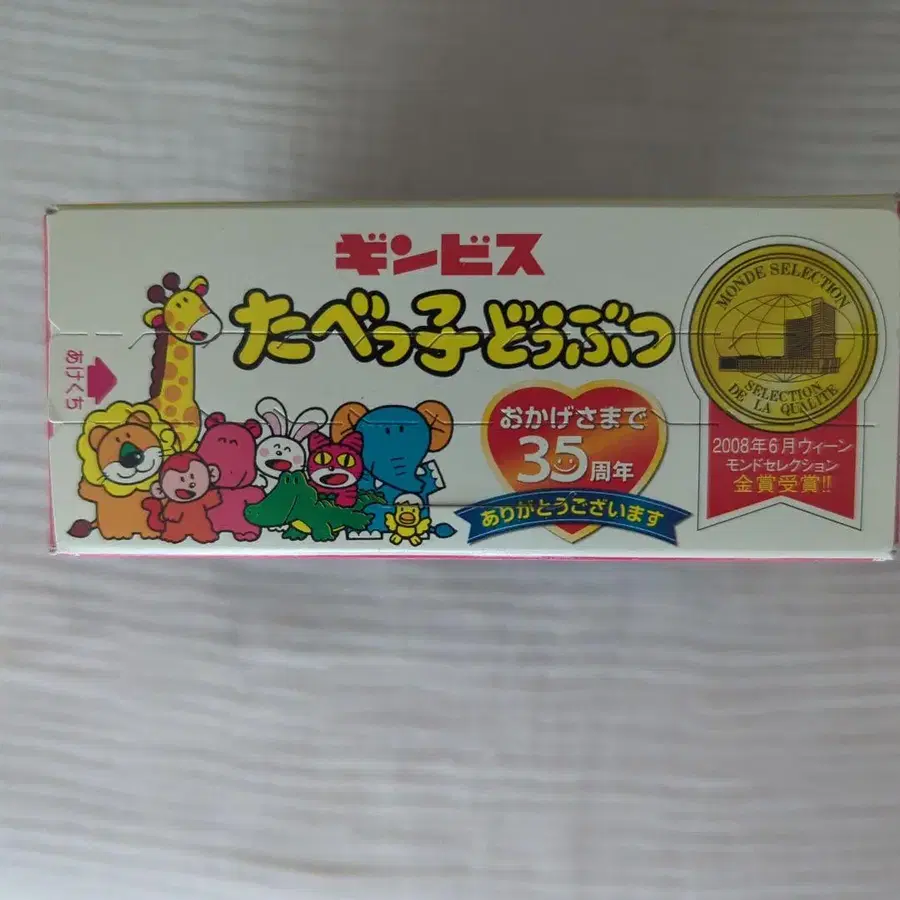 ギンビス
たべっ子どうぶつ
あけくち
おかげさまで
35周年
ありがとうございます
MONDE SELECTION
SELECTION
DE LA QUALITE
2008年6月ウィーン
モンドセレクション
金賞受賞!!